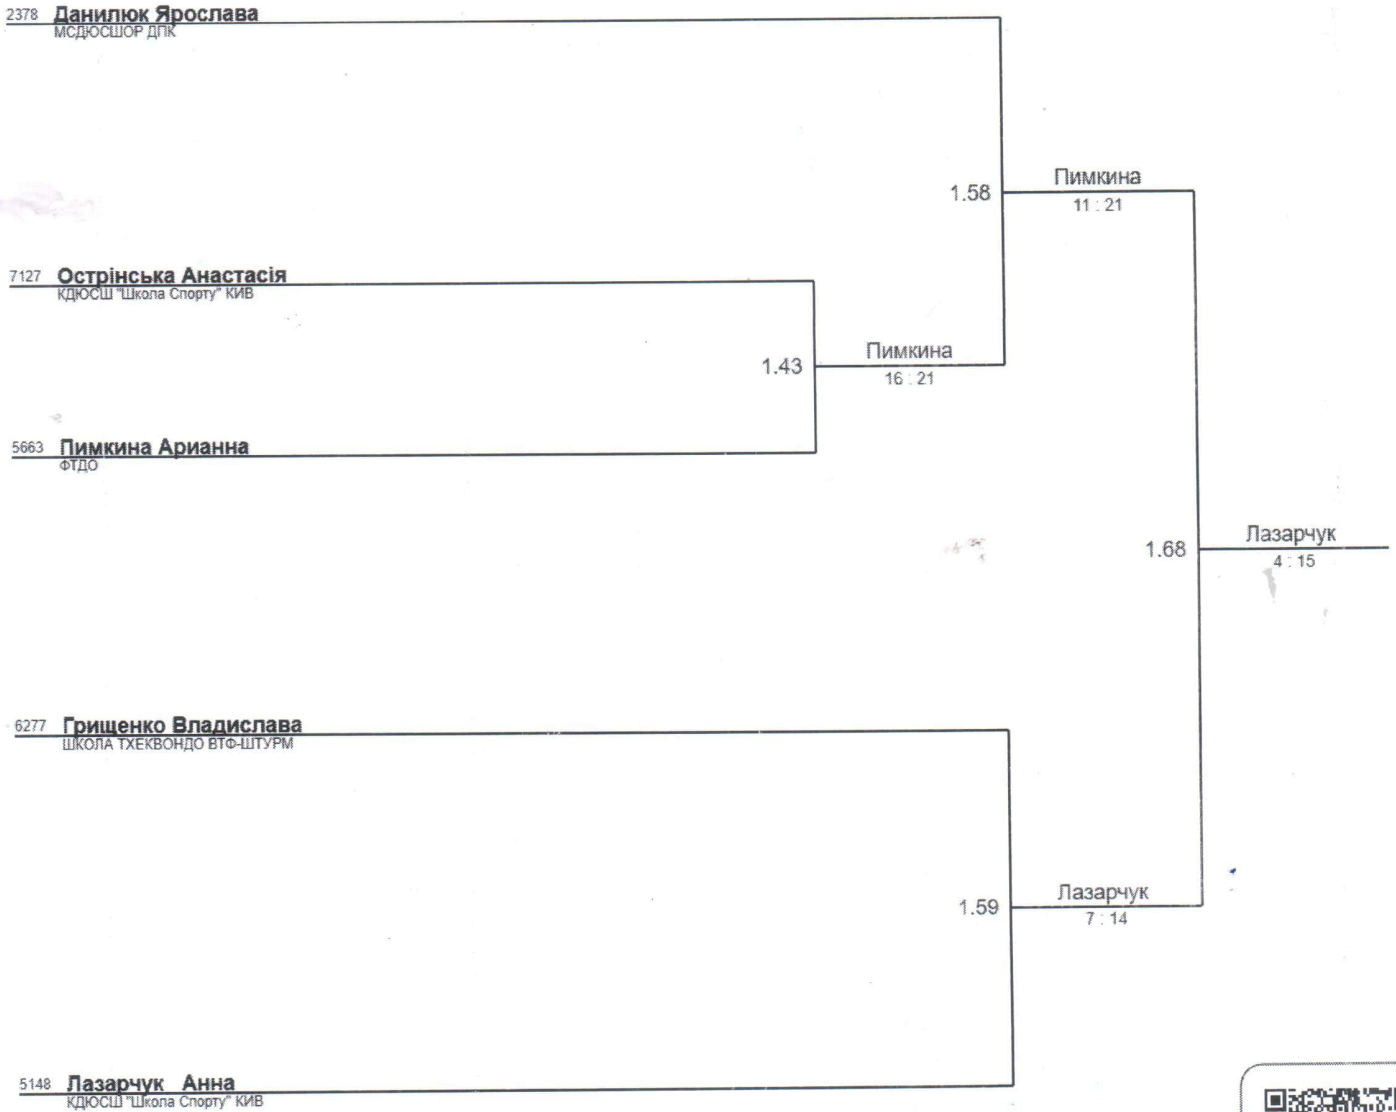 2378 Данилюк Ярослава
МСДЮСШОР ДПК
1.58
Пимкина
11 : 21
7127 Острінська Анастасія
КДЮСШ "Школа Спорту" КИВ
1.43
Пимкина
16 : 21
5663 Пимкина Арианна
ФТДО
1.68
Лазарчук
4 : 15
6277 Грищенко Владислава
ШКОЛА ТХЕКВОНДО ВТФ-ШТУРМ
1.59
Лазарчук
7 : 14
5148 Лазарчук Анна
КДЮСШ "Школа Спорту" КИВ